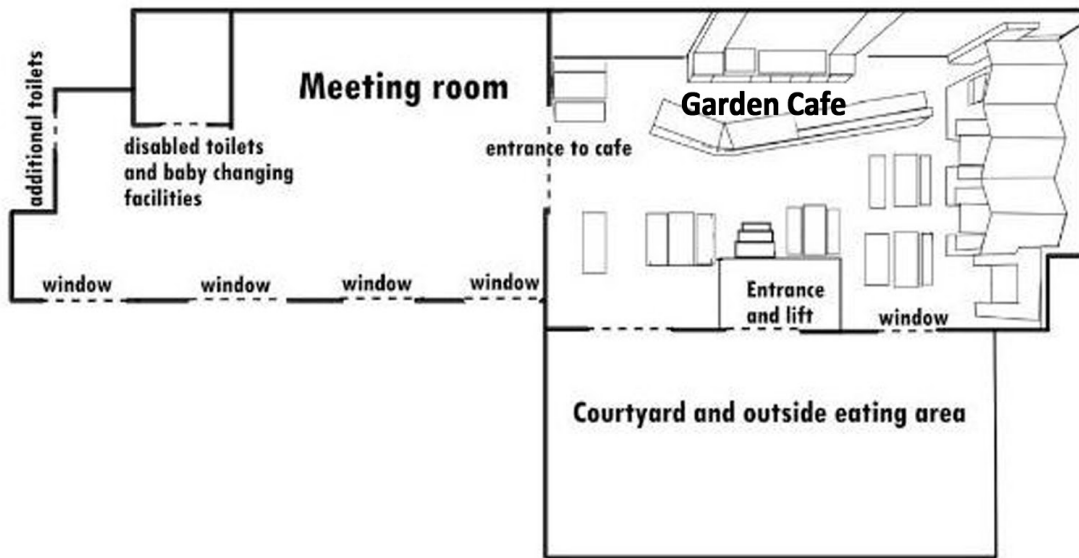 additional toilets
Meeting room
Garden Cafe
disabled toilets
and baby changing
facilities
entrance to cafe
window
window
window
window
Entrance
and lift
window
Courtyard and outside eating area